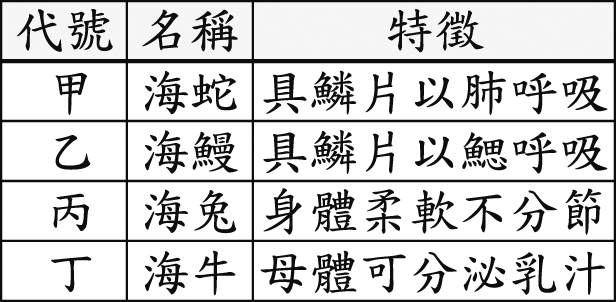 代號 名稱 特徵
甲 海蛇 具鱗片以肺呼吸
乙 海鰻 具鱗片以鰓呼吸
丙 海兔 身體柔軟不分節
丁 海牛 母體可分泌乳汁